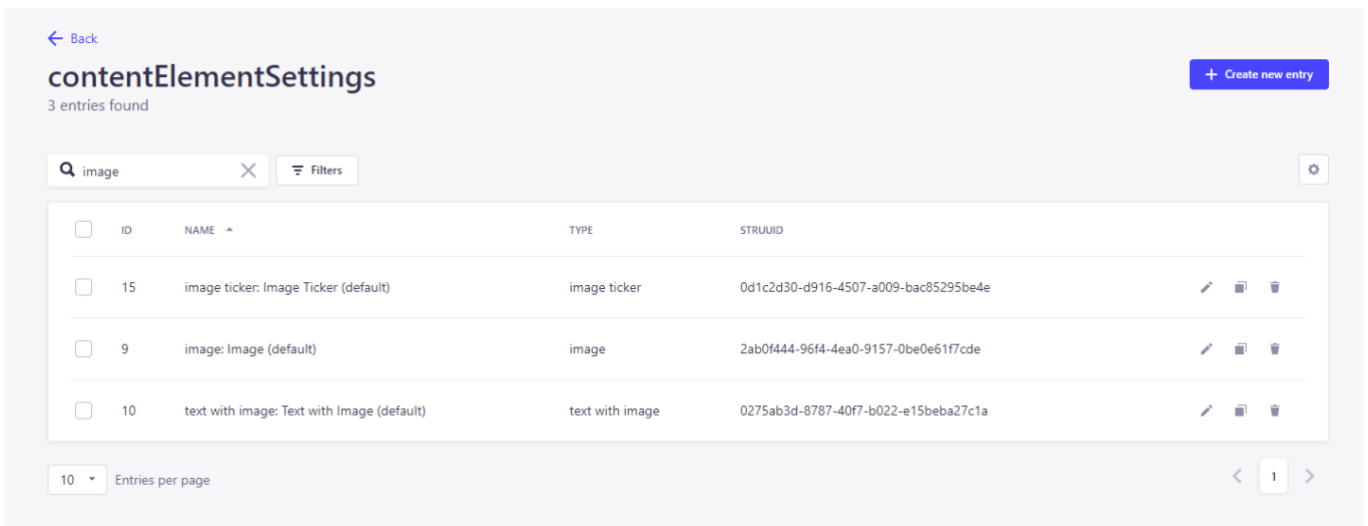 Back
contentElementSettings
+ Create new entry
3 entries found
image
Filters
ID NAME TYPE STRUUID
15 image ticker: Image Ticker (default) image ticker 0d1c2d30-d916-4507-a009-bac85295be4e
9 image: Image (default) image 2ab0f444-96f4-4ea0-9157-0be0e61f7cde
10 text with image: Text with Image (default) text with image 0275ab3d-8787-40f7-b022-e15beba27c1a
10 Entries per page
1